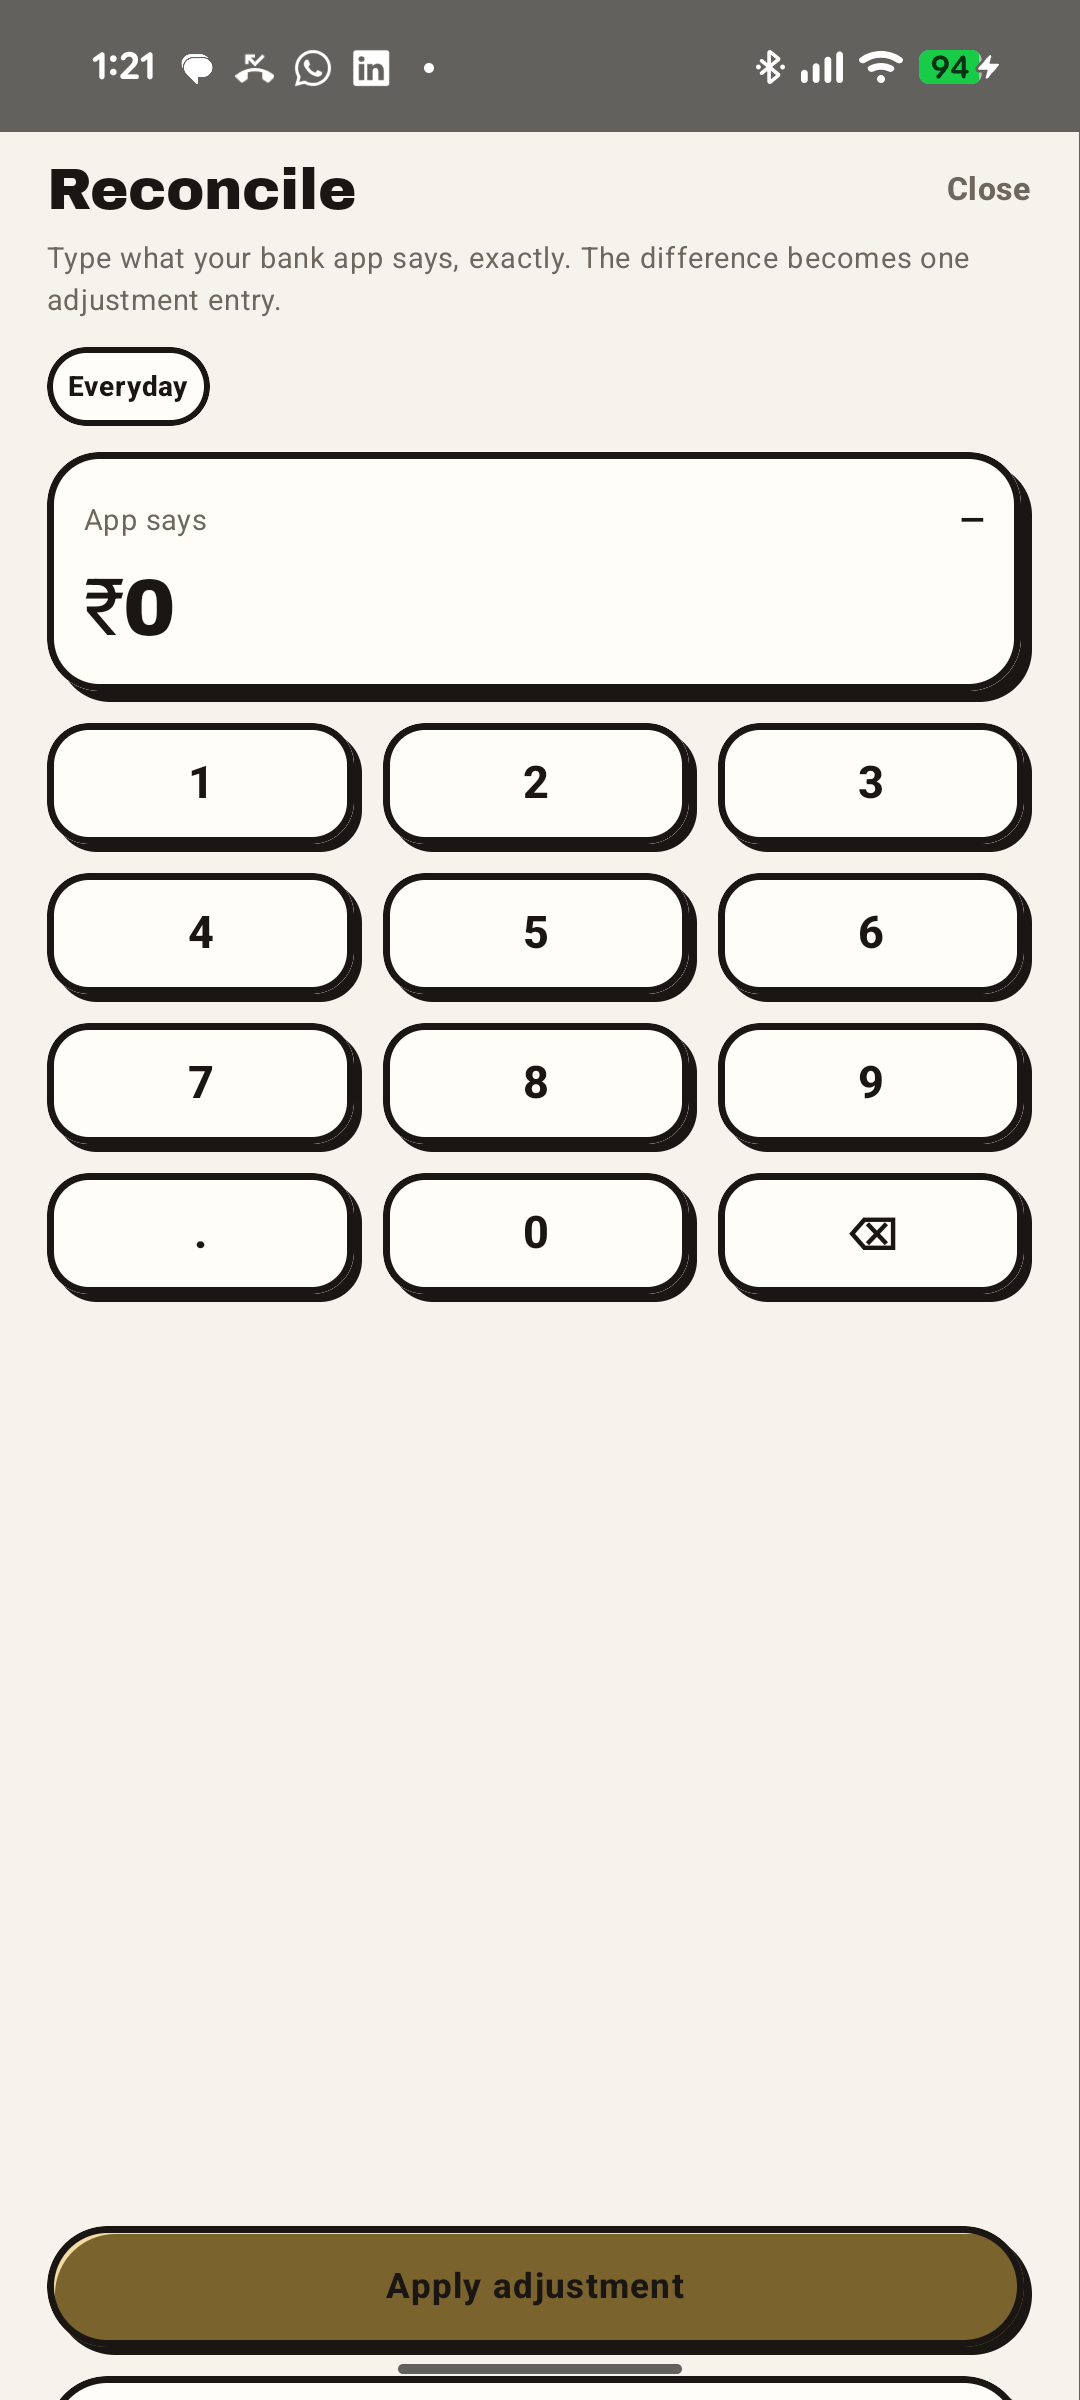 1:21
94
Reconcile
Close
Type what your bank app says, exactly. The difference becomes one
adjustment entry.
Everyday
App says
–
₹0
1 2 3
4 5 6
7 8 9
. 0
Apply adjustment